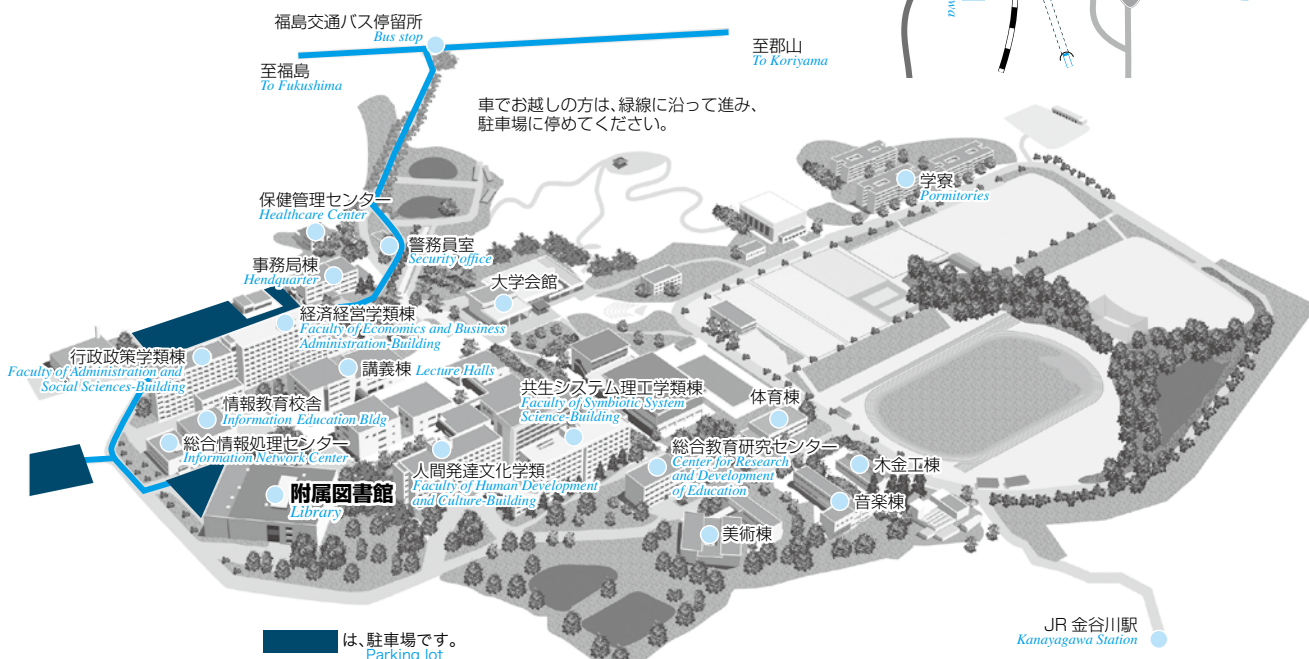 福島交通バス停留所
Bus stop
至福島
To Fukushima
至郡山
To Koriyama
車でお越しの方は、緑線に沿って進み、
駐車場に停めてください。
学寮
Pormitories
保健管理センター
Healthcare Center
警務員室
Security office
事務局棟
Hendquarter
大学会館
経済経営学類棟
Faculty of Economics and Business
Administration-Building
行政政策学類棟
Faculty of Administration and
Social Sciences-Building
講義棟 Lecture Halls
共生システム理工学類棟
Faculty of Symbiotic System
Science-Building
体育棟
情報教育校舎
Information Education Bldg
総合情報処理センター
Information Network Center
人間発達文化学類
Faculty of Human Development
and Culture-Building
総合教育研究センター
Center for Research
and Development
of Education
木金工棟
音楽棟
附属図書館
Library
美術棟
JR 金谷川駅
Kanayagawa Station
は、駐車場です。
Parking lot